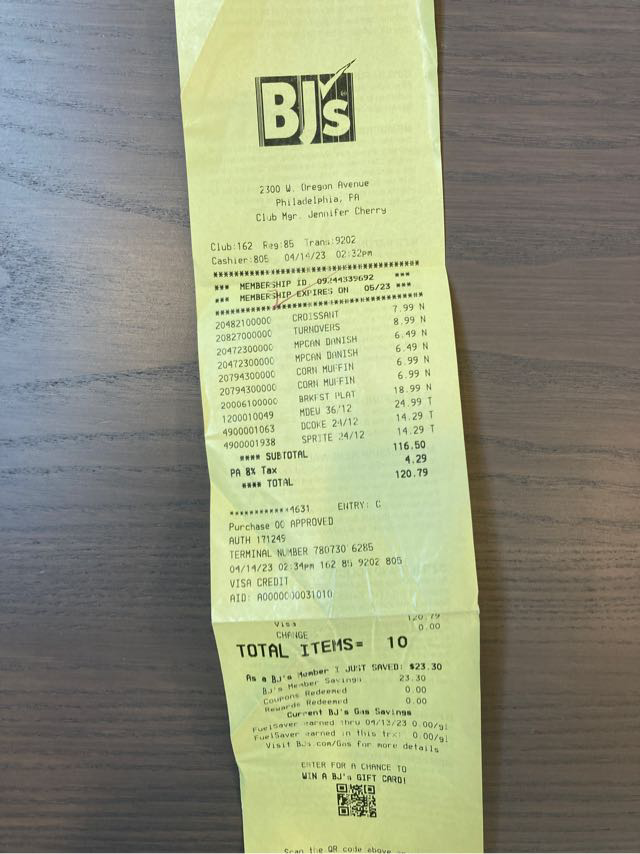 BJ's
2300 W. Oregon Avenue
Philadelphia, PA
Club Mgr. Jennifer Cherry
Club:162 Reg:85 Trans:9202
Cashier:805 04/14/23 02:32pm
*** MEMBERSHIP ID 09244339692 ***
*** MEMBERSHIP EXPIRES ON 05/23 ***
20482100000 CROISSANT 7.99 N
20827000000 TURNOVERS 8.99 N
20472300000 MPCAN DANISH 6.49 N
20472300000 MPCAN DANISH 6.49 N
20794300000 CORN MUFFIN 6.99 N
20794300000 CORN MUFFIN 6.99 N
20006100000 BRKFST PLAT 18.99 N
1200010049 MDEW 36/12 24.99 T
4900001063 DCOKE 24/12 14.29 T
4900001938 SPRITE 24/12 14.29 T
**** SUBTOTAL 116.50
PA 8% Tax 4.29
**** TOTAL 120.79
************4631 ENTRY: C
Purchase 00 APPROVED
AUTH 171249
TERMINAL NUMBER 780730 6285
04/14/23 02:34pm 162 85 9202 805
VISA CREDIT
AID: A0000000031010
Visa 120.79
CHANGE 0.00
TOTAL ITEMS= 10
As a BJ's Member I JUST SAVED: $23.30
BJ's Member Savings 23.30
Coupons Redeemed 0.00
Rewards Redeemed 0.00
Current BJ's Gas Savings
FuelSaver earned thru 04/13/23 0.00/gl
FuelSaver earned in this trx: 0.00/gl
Visit BJs.com/Gas for more details
ENTER FOR A CHANCE TO
WIN A BJ's GIFT CARD!
Scan the QR code above